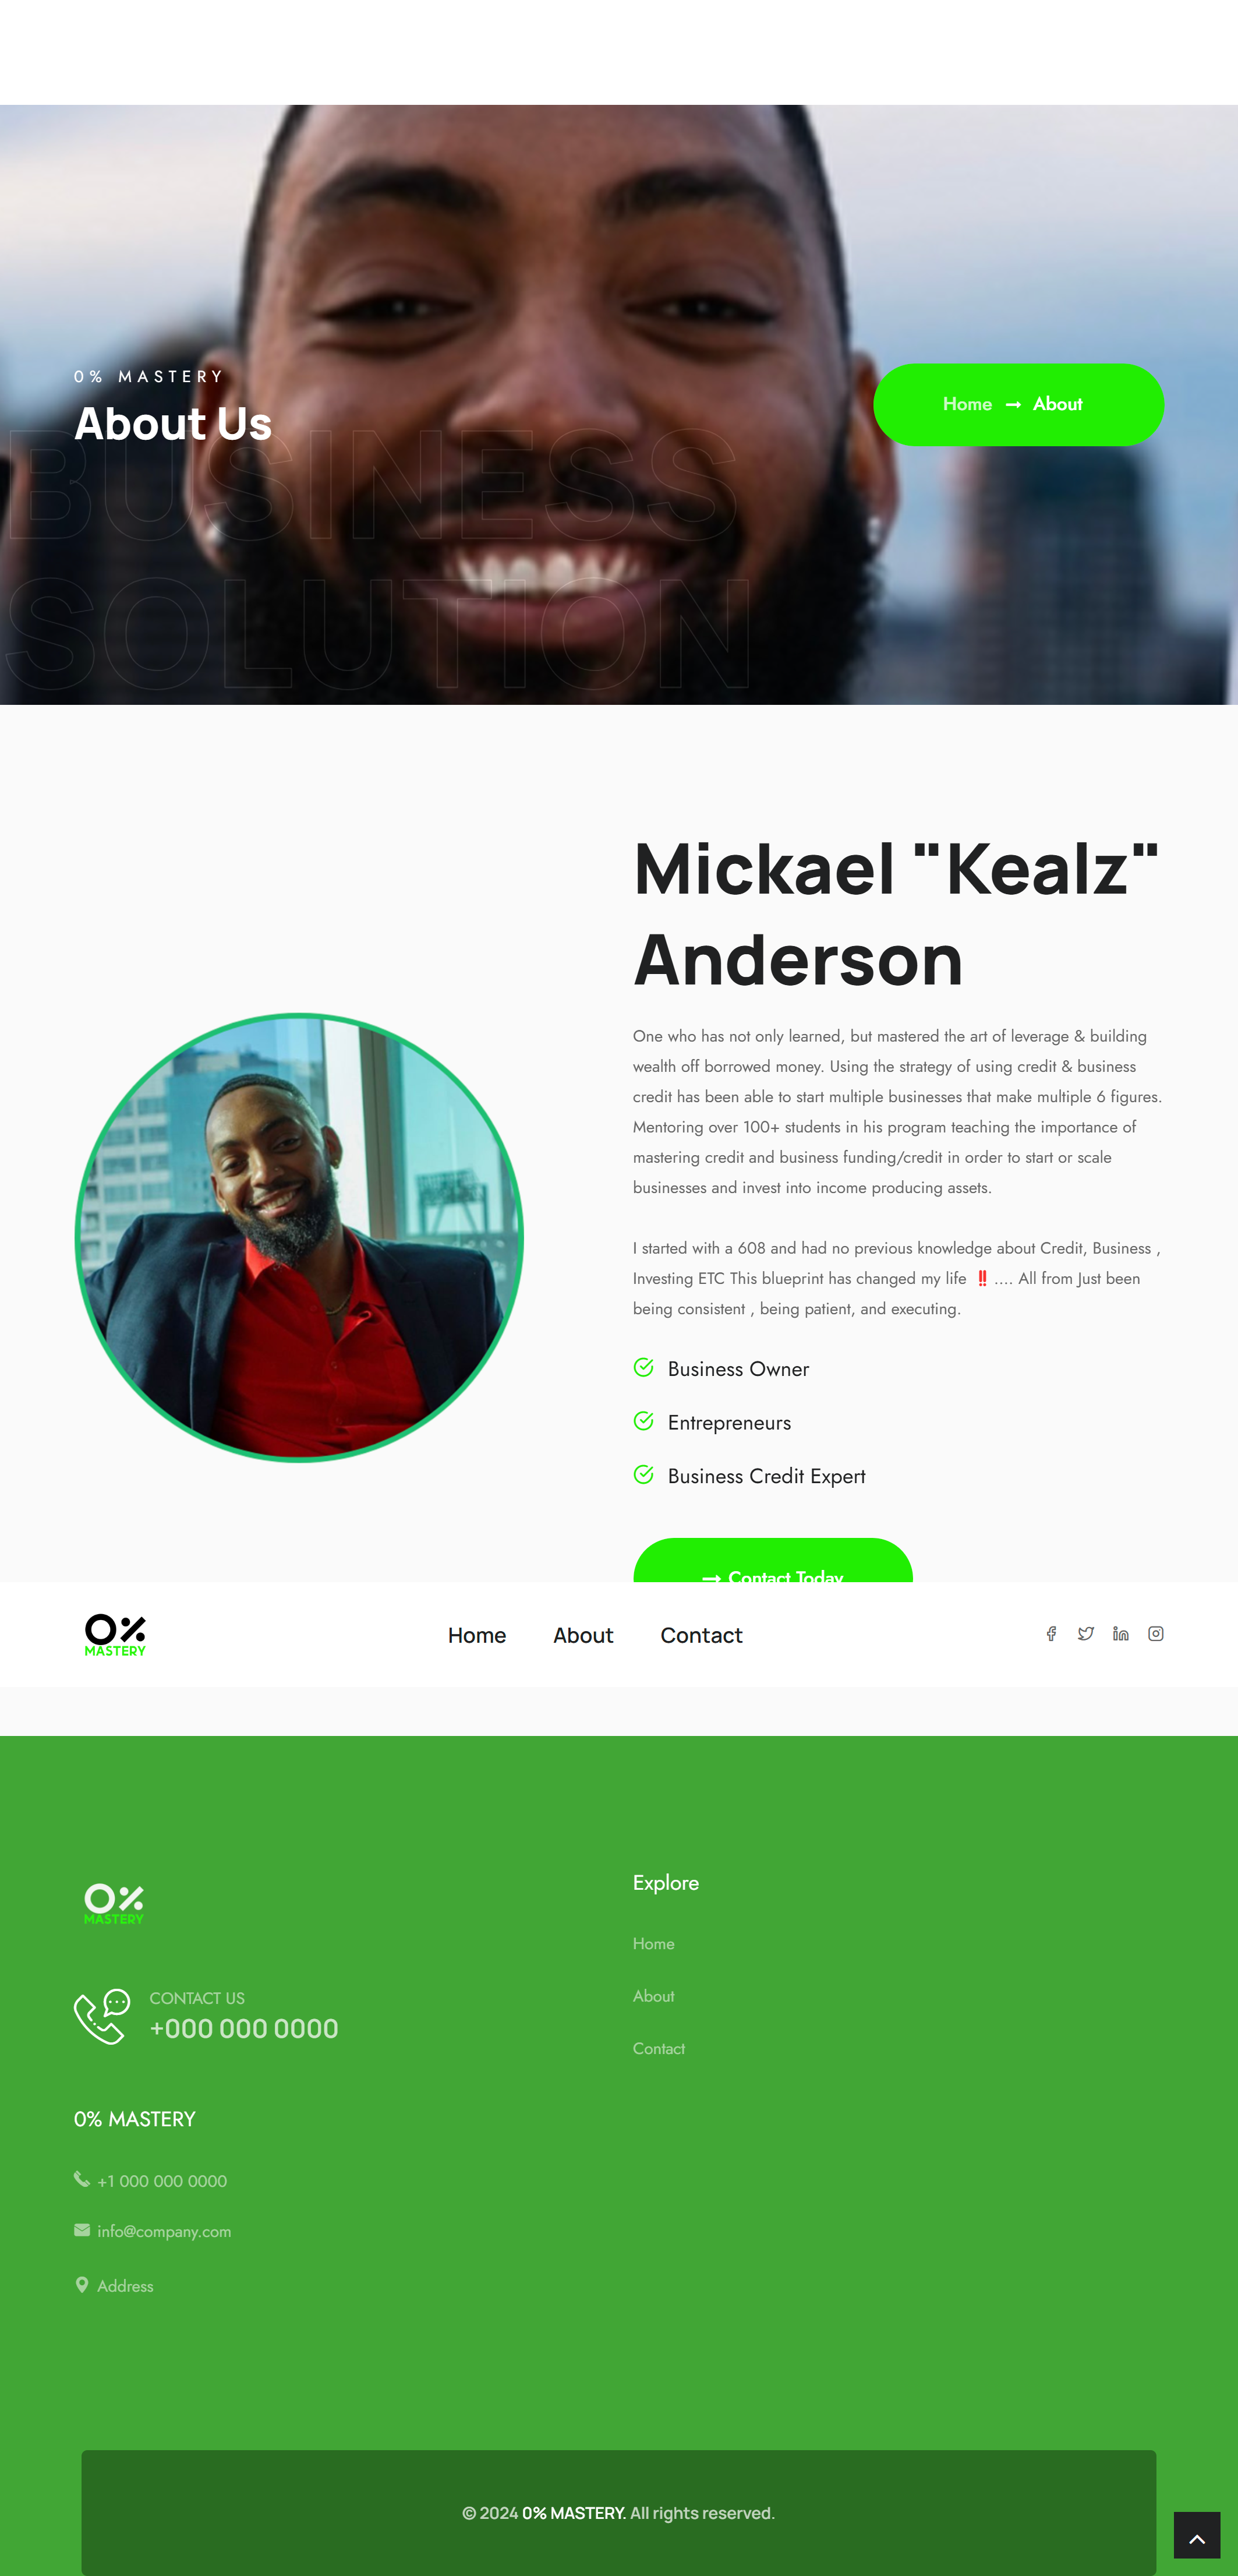 0% MASTERY
About Us
Home → About
BUSINESS
SOLUTION
Mickael "Kealz"
Anderson
One who has not only learned, but mastered the art of leverage & building
wealth off borrowed money. Using the strategy of using credit & business
credit has been able to start multiple businesses that make multiple 6 figures.
Mentoring over 100+ students in his program teaching the importance of
mastering credit and business funding/credit in order to start or scale
businesses and invest into income producing assets.
I started with a 608 and had no previous knowledge about Credit, Business ,
Investing ETC This blueprint has changed my life ‼️ .... All from Just been
being consistent , being patient, and executing.
Business Owner
Entrepreneurs
Business Credit Expert
→ Contact Today
0%
MASTERY
Home About Contact
0%
MASTERY
CONTACT US
+000 000 0000
0% MASTERY
+1 000 000 0000
info@company.com
Address
Explore
Home
About
Contact
© 2024 0% MASTERY. All rights reserved.